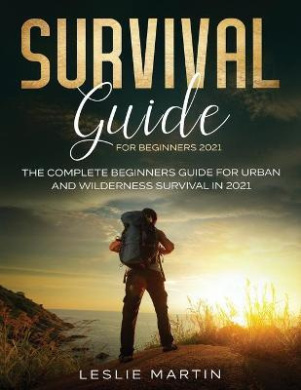 SURVIVAL
Guide
FOR BEGINNERS 2021
THE COMPLETE BEGINNERS GUIDE FOR URBAN
AND WILDERNESS SURVIVAL IN 2021
LESLIE MARTIN